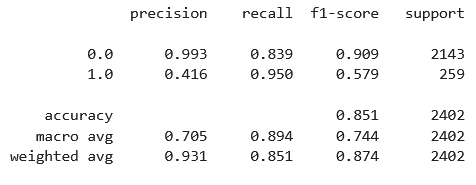 precision recall f1-score support
0.0 0.993 0.839 0.909 2143
1.0 0.416 0.950 0.579 259
accuracy 0.851 2402
macro avg 0.705 0.894 0.744 2402
weighted avg 0.931 0.851 0.874 2402